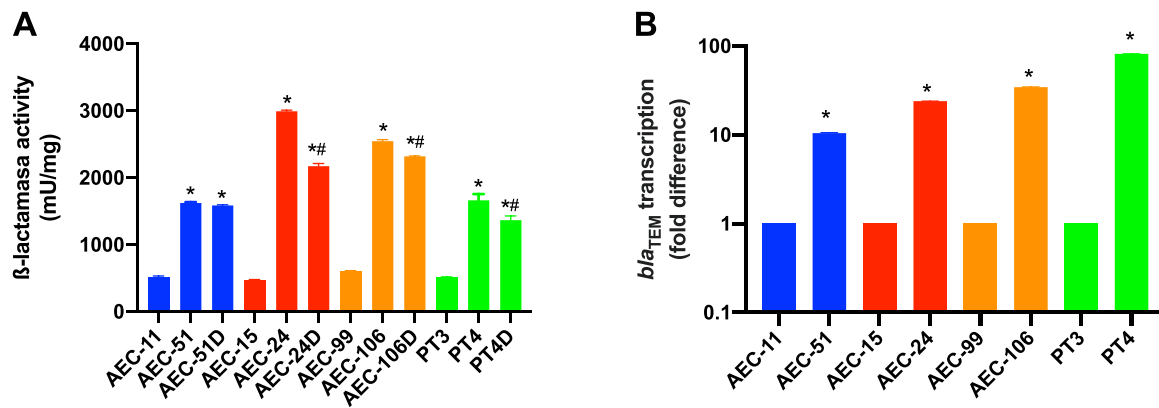 A
ß-lactamasa activity
(mU/mg)
4000
3000
2000
1000
0
* * * *# * *# * *#
AEC-11 AEC-51 AEC-51D AEC-15 AEC-24 AEC-24D AEC-99 AEC-106 AEC-106D PT3 PT4 PT4D
B
blaTEM transcription
(fold difference)
100
10
1
0.1
* * * *
AEC-11 AEC-51 AEC-15 AEC-24 AEC-99 AEC-106 PT3 PT4